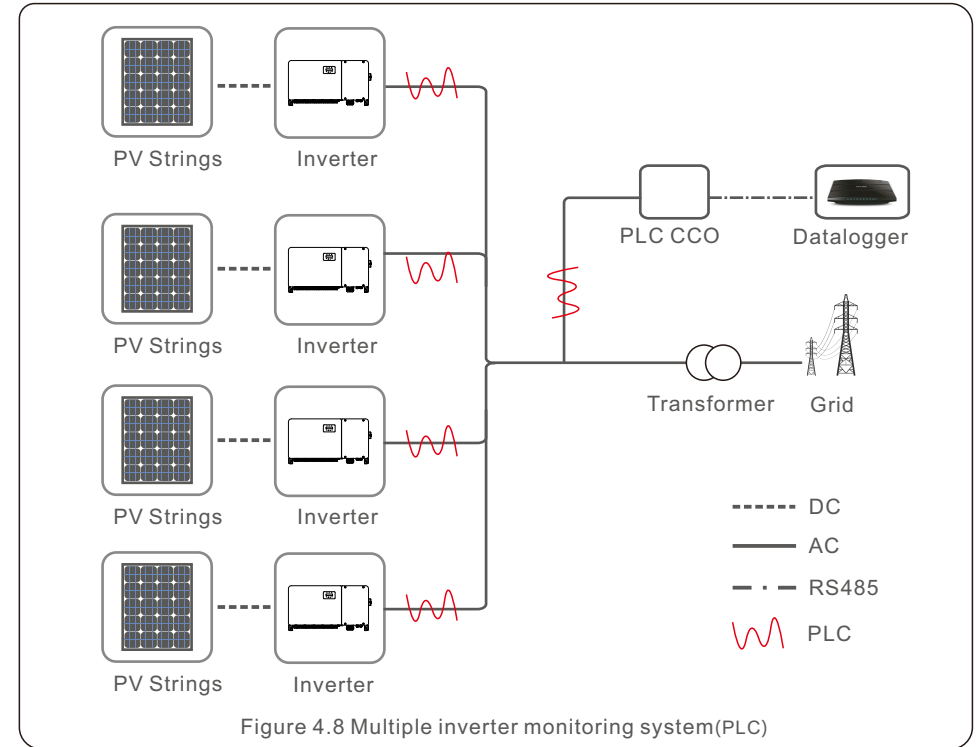 PV Strings
Inverter
PLC CCO
Datalogger
PV Strings
Inverter
Transformer
Grid
PV Strings
Inverter
DC
AC
RS485
PLC
PV Strings
Inverter
Figure 4.8 Multiple inverter monitoring system(PLC)